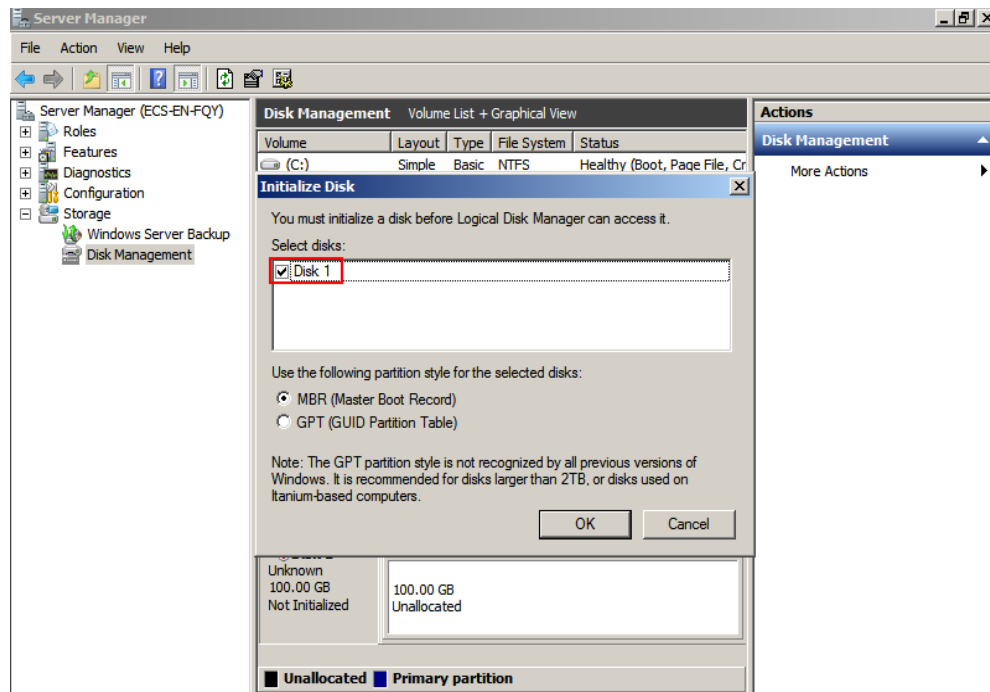 Server Manager
File Action View Help
Server Manager (ECS-EN-FQY)
Roles
Features
Diagnostics
Configuration
Storage
Windows Server Backup
Disk Management
Disk Management Volume List + Graphical View
Volume Layout Type File System Status
(C:) Simple Basic NTFS Healthy (Boot, Page File, Cr
Initialize Disk
You must initialize a disk before Logical Disk Manager can access it.
Select disks:
Disk 1
Use the following partition style for the selected disks:
MBR (Master Boot Record)
GPT (GUID Partition Table)
Note: The GPT partition style is not recognized by all previous versions of
Windows. It is recommended for disks larger than 2TB, or disks used on
Itanium-based computers.
OK Cancel
Unknown
100.00 GB
Not Initialized
100.00 GB
Unallocated
Unallocated Primary partition
Actions
Disk Management
More Actions